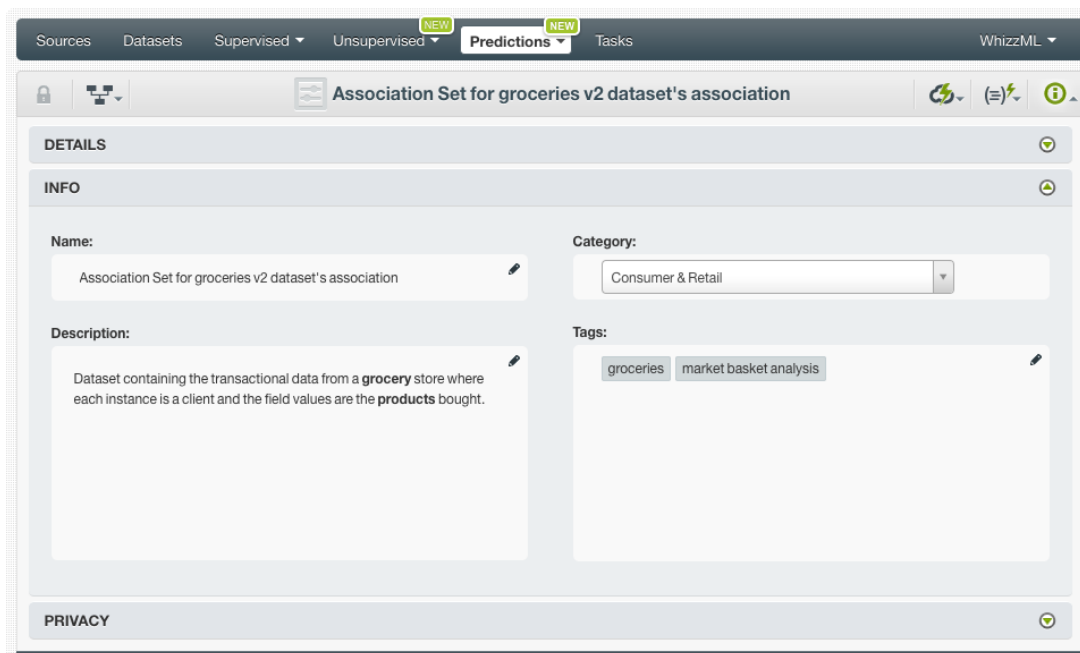 NEW
NEW
Sources Datasets Supervised Unsupervised Predictions Tasks WhizzML
Association Set for groceries v2 dataset's association
DETAILS
INFO
Name:
Category:
Association Set for groceries v2 dataset's association
Consumer & Retail
Description:
Tags:
Dataset containing the transactional data from a grocery store where
each instance is a client and the field values are the products bought.
groceries market basket analysis
PRIVACY